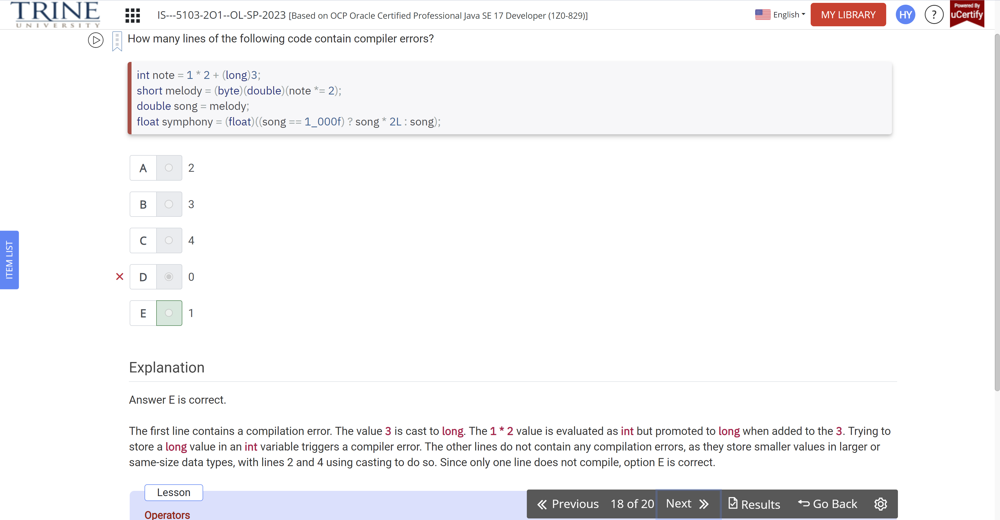 TRINE
UNIVERSITY
IS---5103-2O1--OL-SP-2023 [Based on OCP Oracle Certified Professional Java SE 17 Developer (1Z0-829)]
English
MY LIBRARY
HY
?
Powered By
uCertify
How many lines of the following code contain compiler errors?
int note = 1 * 2 + (long)3;
short melody = (byte)(double)(note *= 2);
double song = melody;
float symphony = (float)((song == 1_000f) ? song * 2L : song);
A 2
B 3
C 4
D 0
E 1
ITEM LIST
Explanation
Answer E is correct.
The first line contains a compilation error. The value 3 is cast to long. The 1 * 2 value is evaluated as int but promoted to long when added to the 3. Trying to
store a long value in an int variable triggers a compiler error. The other lines do not contain any compilation errors, as they store smaller values in larger or
same-size data types, with lines 2 and 4 using casting to do so. Since only one line does not compile, option E is correct.
Lesson
Operators
Previous 18 of 20 Next Results Go Back